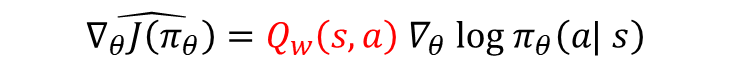 ∇θJ(πθ)^ = Qw(s, a) ∇θ log πθ(a| s)